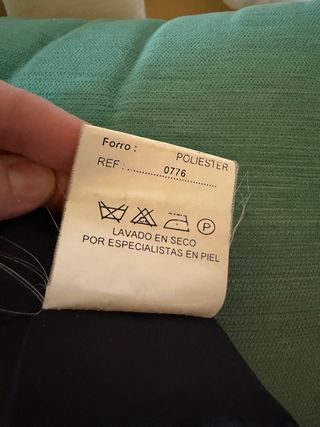 Forro : POLIESTER
REF : 0776
P
LAVADO EN SECO
POR ESPECIALISTAS EN PIEL